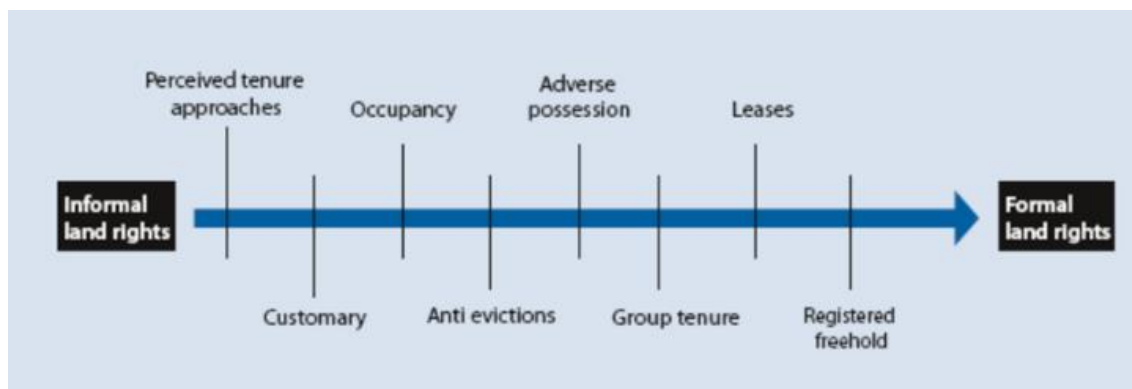 Perceived tenure
approaches
Occupancy
Adverse
possession
Leases
Informal
land rights
Formal
land rights
Customary
Anti evictions
Group tenure
Registered
freehold